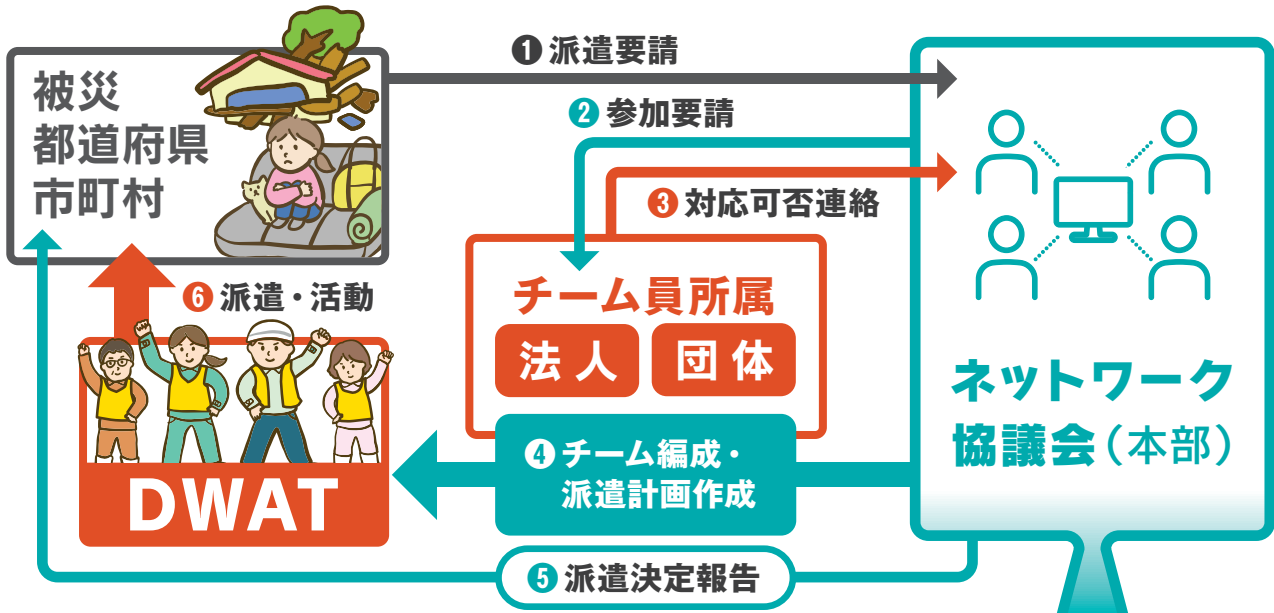 ❶ 派遣要請
被災
都道府県
市町村
❷ 参加要請
❸ 対応可否連絡
❻ 派遣・活動
チーム員所属
法人 団体
ネットワーク
協議会(本部)
❹ チーム編成・
派遣計画作成
DWAT
❺ 派遣決定報告